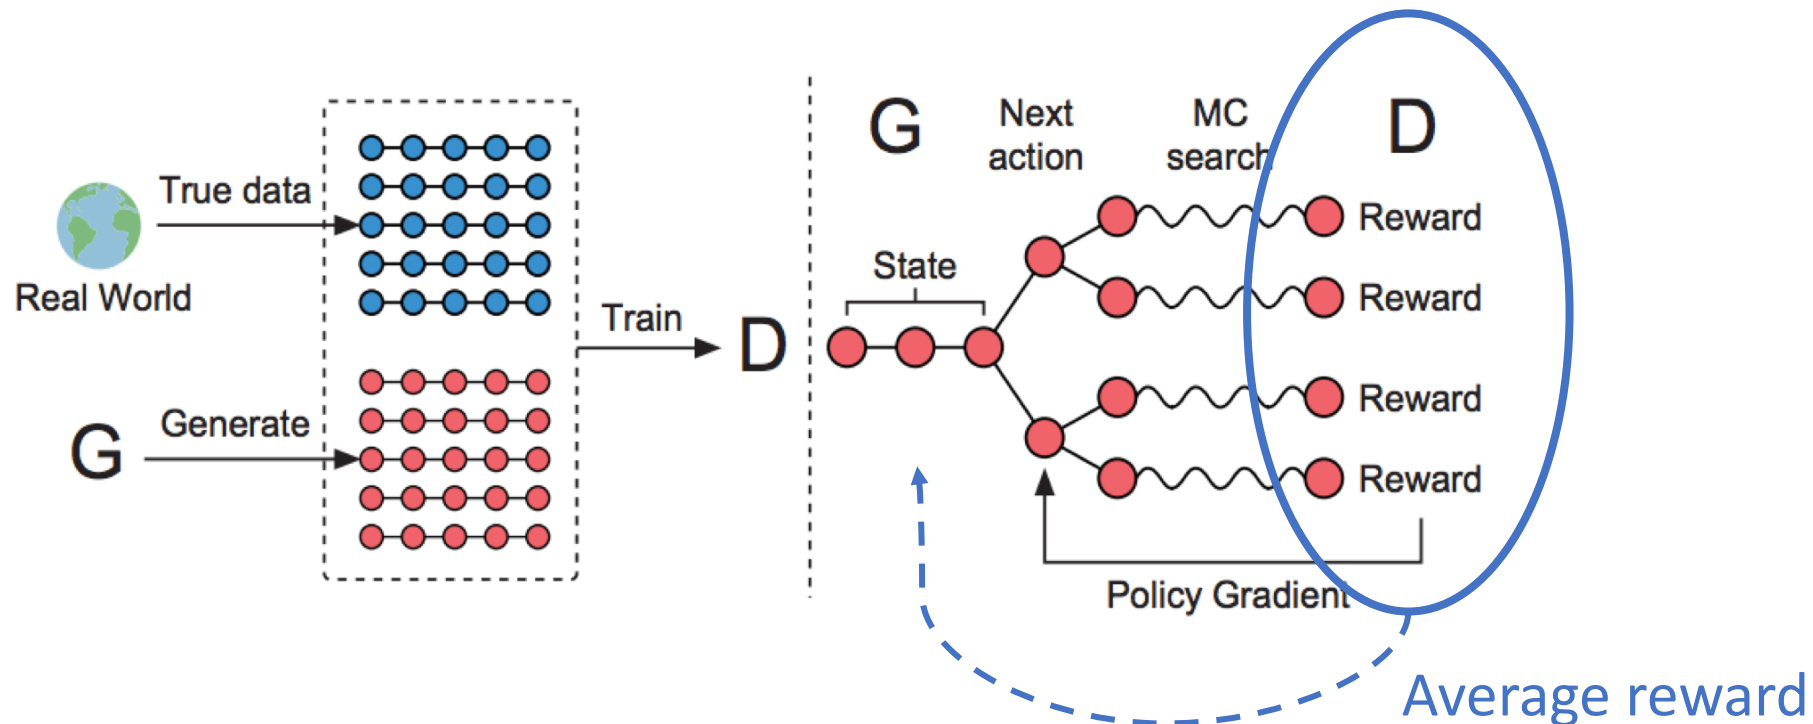 True data
Real World
G
Generate
Train
D
G
Next
action
MC
search
D
State
Reward
Reward
Reward
Reward
Policy Gradient
Average reward